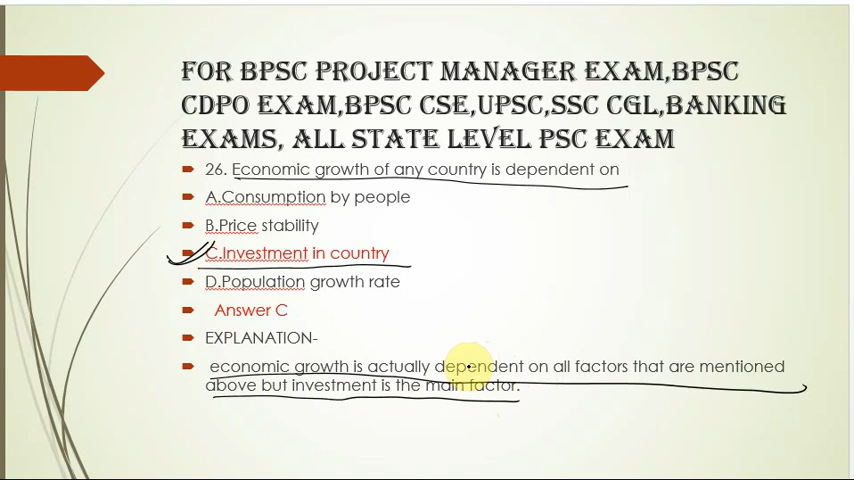 FOR BPSC PROJECT MANAGER EXAM,BPSC
CDPO EXAM,BPSC CSE,UPSC,SSC CGL,BANKING
EXAMS, ALL STATE LEVEL PSC EXAM
26. Economic growth of any country is dependent on
A.Consumption by people
B.Price stability
C.Investment in country
D.Population growth rate
Answer C
EXPLANATION-
economic growth is actually dependent on all factors that are mentioned
above but investment is the main factor.